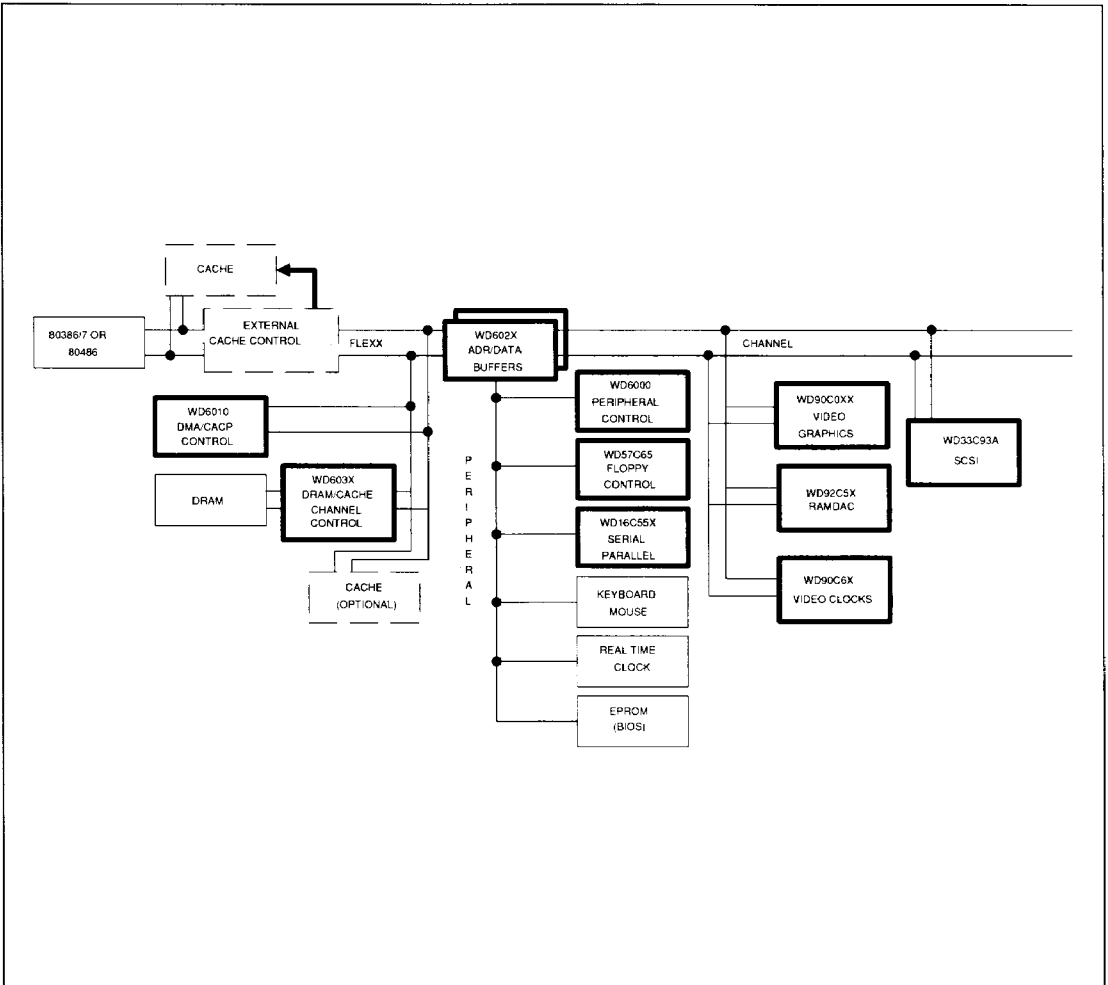 CACHE
80386/7 OR
80486
EXTERNAL
CACHE CONTROL
FLEXX
WD602X
ADR/DATA
BUFFERS
CHANNEL
WD6010
DMA/CACP
CONTROL
DRAM
WD603X
DRAM/CACHE
CHANNEL
CONTROL
CACHE
(OPTIONAL)
PERIPHERAL
WD6000
PERIPHERAL
CONTROL
WD57C65
FLOPPY
CONTROL
WD16C55X
SERIAL
PARALLEL
KEYBOARD
MOUSE
REAL TIME
CLOCK
EPROM
(BIOS)
WD90C0XX
VIDEO
GRAPHICS
WD92C5X
RAMDAC
WD90C6X
VIDEO CLOCKS
WD33C93A
SCSI